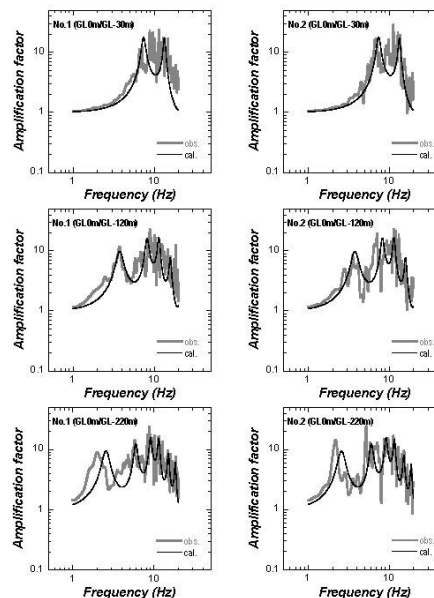 No.1 (GL0m/GL-30m)
Amplification factor
10
1
0.1
1
10
Frequency (Hz)
obs.
cal.
No.2 (GL0m/GL-30m)
Amplification factor
10
1
0.1
1
10
Frequency (Hz)
obs.
cal.
No.1 (GL0m/GL-120m)
Amplification factor
10
1
0.1
1
10
Frequency (Hz)
obs.
cal.
No.2 (GL0m/GL-120m)
Amplification factor
10
1
0.1
1
10
Frequency (Hz)
obs.
cal.
No.1 (GL0m/GL-220m)
Amplification factor
10
1
0.1
1
10
Frequency (Hz)
obs.
cal.
No.2 (GL0m/GL-220m)
Amplification factor
10
1
0.1
1
10
Frequency (Hz)
obs.
cal.